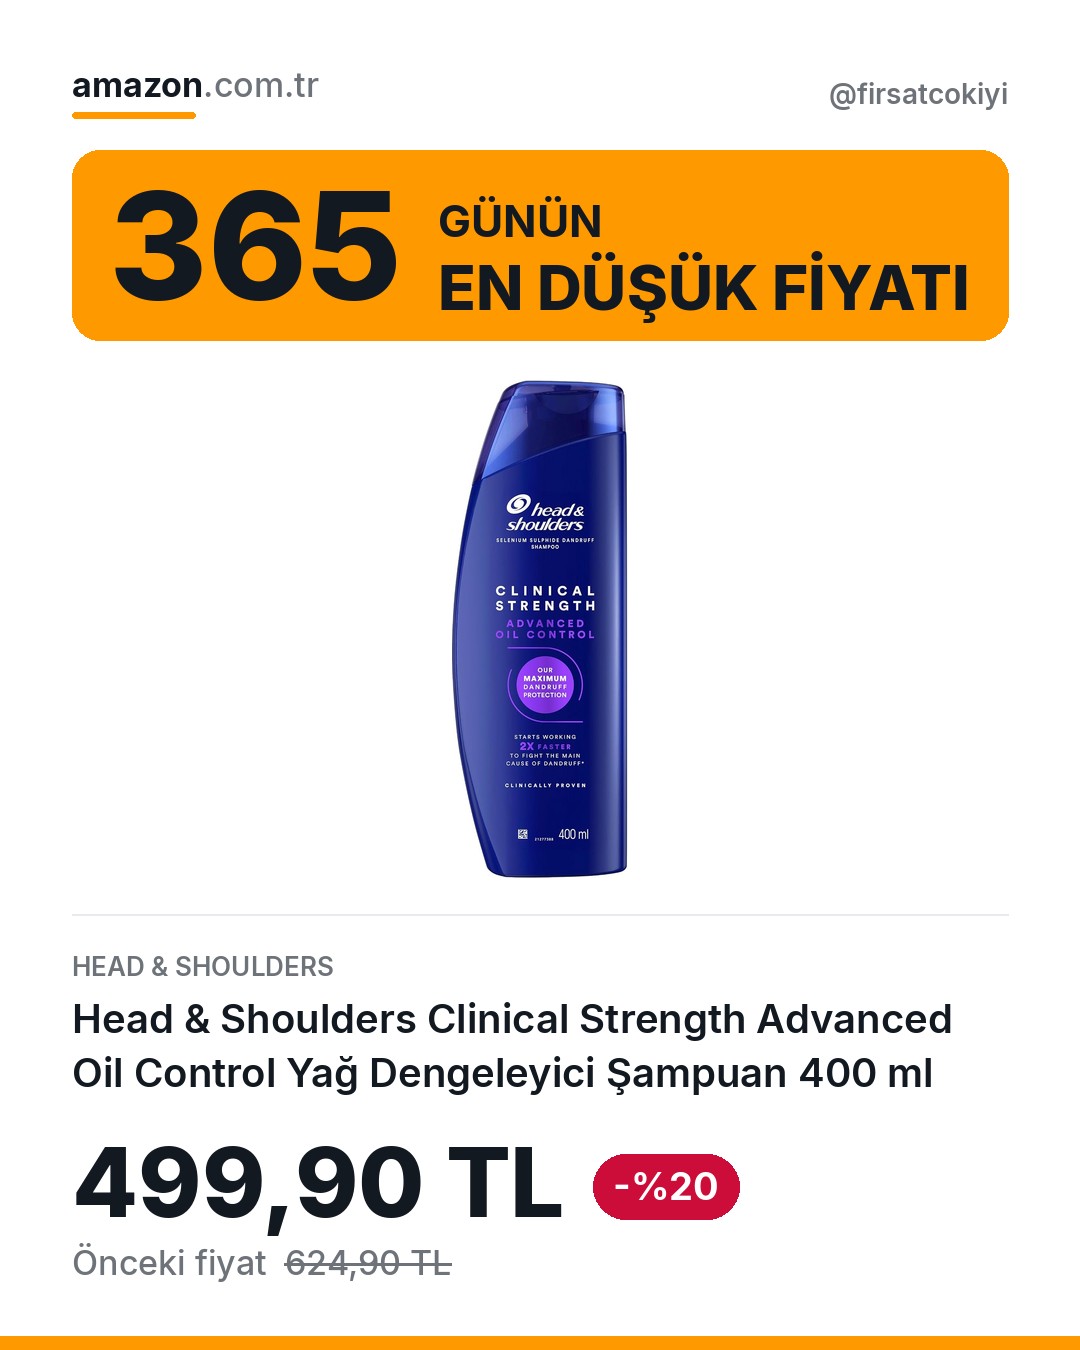 amazon.com.tr
@firsatcokiyi
365
GÜNÜN
EN DÜŞÜK FİYATI
head&
shoulders
SELENIUM SULPHIDE DANDRUFF
SHAMPOO
CLINICAL
STRENGTH
ADVANCED
OIL CONTROL
OUR
MAXIMUM
DANDRUFF
PROTECTION
STARTS WORKING
2X FASTER
TO FIGHT THE MAIN
CAUSE OF DANDRUFF*
CLINICALLY PROVEN
400 ml
HEAD & SHOULDERS
Head & Shoulders Clinical Strength Advanced
Oil Control Yağ Dengeleyici Şampuan 400 ml
499,90 TL
-%20
Önceki fiyat 624,90 TL